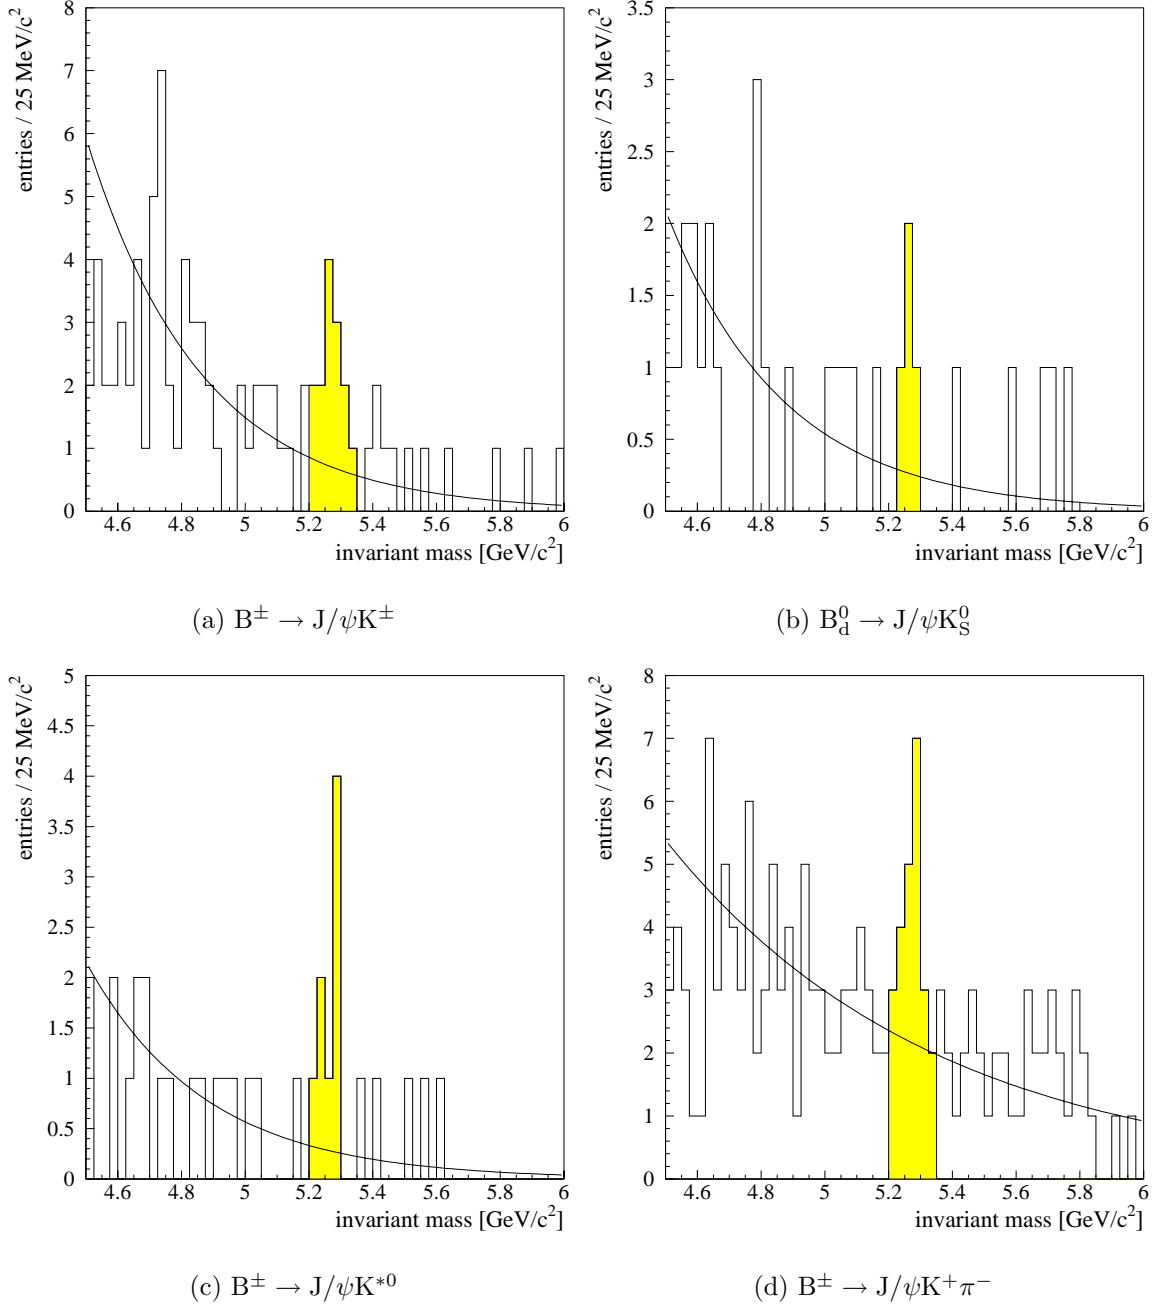 entries / 25 MeV/c²
8
7
6
5
4
3
2
1
0
4.6 4.8 5 5.2 5.4 5.6 5.8 6
invariant mass [GeV/c²]
(a) B± → J/ψK±
entries / 25 MeV/c²
3.5
3
2.5
2
1.5
1
0.5
0
4.6 4.8 5 5.2 5.4 5.6 5.8 6
invariant mass [GeV/c²]
(b) B⁰_d → J/ψK⁰_S
entries / 25 MeV/c²
5
4.5
4
3.5
3
2.5
2
1.5
1
0.5
0
4.6 4.8 5 5.2 5.4 5.6 5.8 6
invariant mass [GeV/c²]
(c) B± → J/ψK*⁰
entries / 25 MeV/c²
8
7
6
5
4
3
2
1
0
4.6 4.8 5 5.2 5.4 5.6 5.8 6
invariant mass [GeV/c²]
(d) B± → J/ψK⁺π⁻